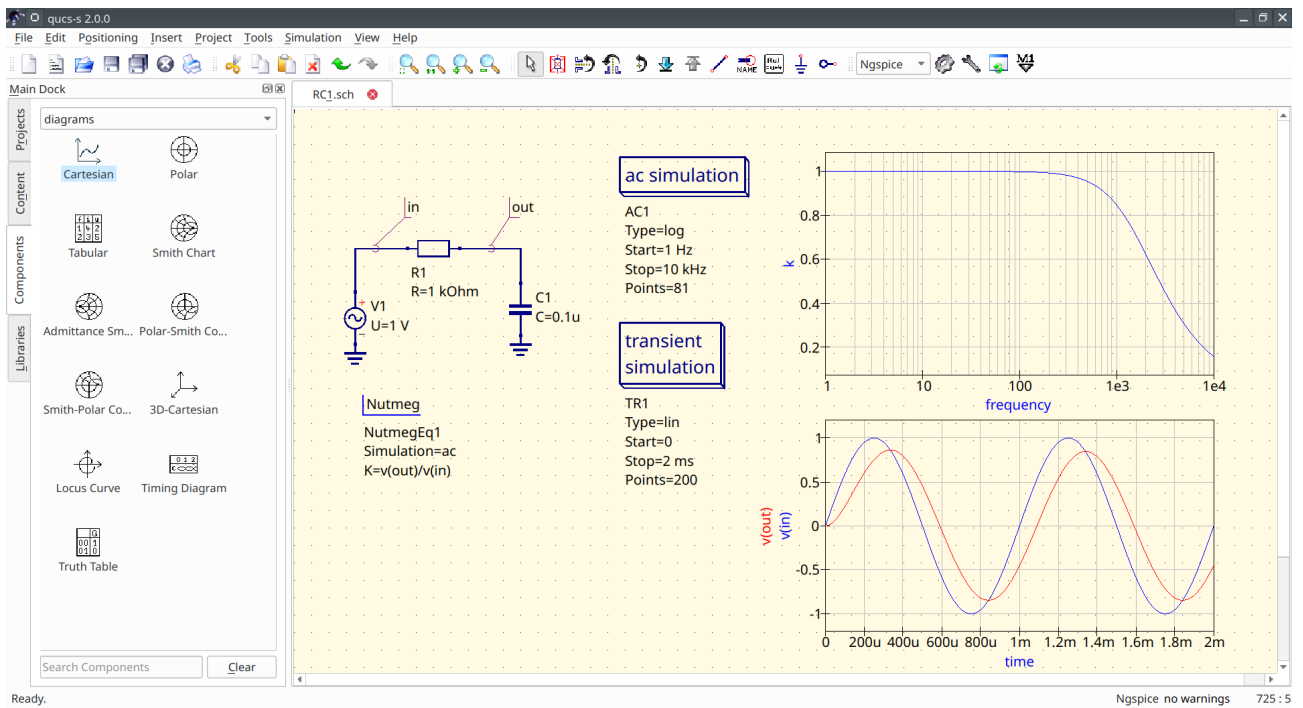 qucs-s 2.0.0
File Edit Positioning Insert Project Tools Simulation View Help
NAME
Ngspice
M1
Main Dock
RC1.sch
Projects
Content
Components
Libraries
diagrams
Cartesian
Polar
Tabular
Smith Chart
Admittance Sm...
Polar-Smith Co...
Smith-Polar Co...
3D-Cartesian
Locus Curve
Timing Diagram
Truth Table
Search Components
Clear
in
out
R1
R=1 kOhm
V1
U=1 V
C1
C=0.1u
Nutmeg
NutmegEq1
Simulation=ac
K=v(out)/v(in)
ac simulation
AC1
Type=log
Start=1 Hz
Stop=10 kHz
Points=81
transient
simulation
TR1
Type=lin
Start=0
Stop=2 ms
Points=200
k
1
0.8
0.6
0.4
0.2
1 10 100 1e3 1e4
frequency
v(out)
v(in)
1
0.5
0
-0.5
-1
0 200u 400u 600u 800u 1m 1.2m 1.4m 1.6m 1.8m 2m
time
Ready.
Ngspice no warnings 725 : 5